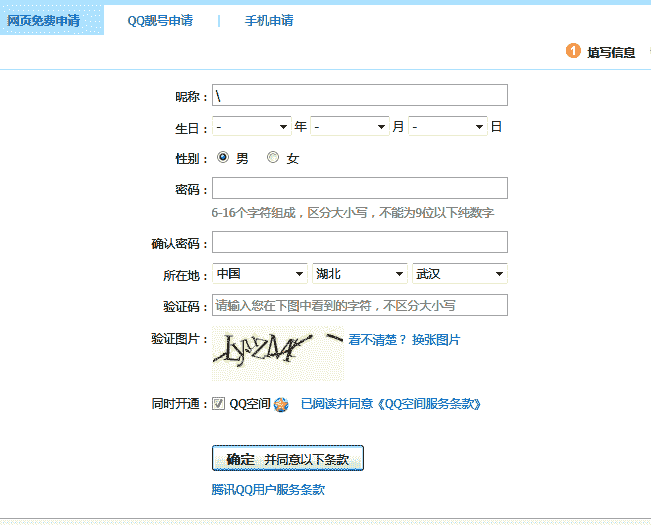 网页免费申请 QQ靓号申请 | 手机申请
1 填写信息
昵称： \
生日： - 年 - 月 - 日
性别： 男 女
密码：
6-16个字符组成，区分大小写，不能为9位以下纯数字
确认密码：
所在地： 中国 湖北 武汉
验证码： 请输入您在下图中看到的字符，不区分大小写
验证图片： 看不清楚？ 换张图片
同时开通： QQ空间 已阅读并同意《QQ空间服务条款》
确定 并同意以下条款
腾讯QQ用户服务条款